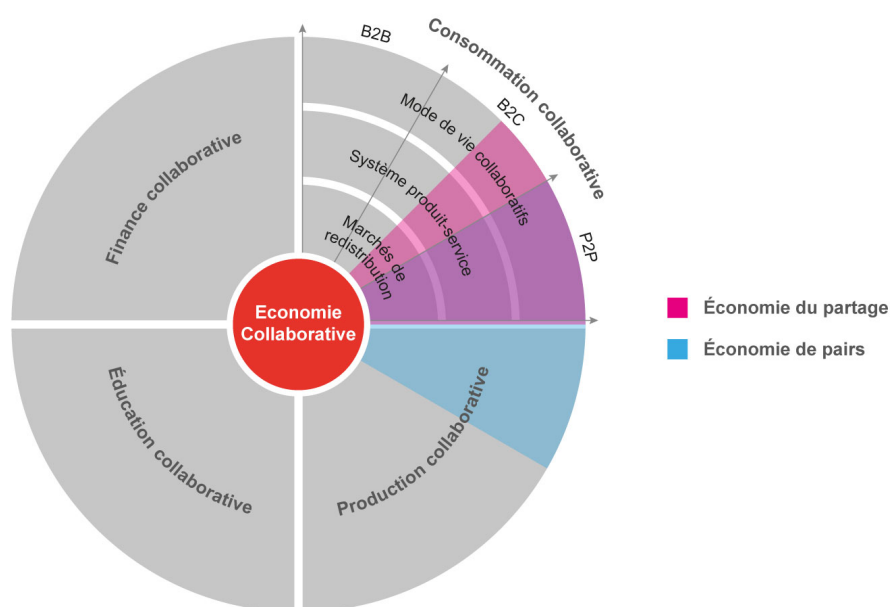 B2B
Consommation collaborative
B2C
P2P
Mode de vie collaboratifs
Système produit-service
Marchés de
redistribution
Finance collaborative
Economie
Collaborative
Économie du partage
Économie de pairs
Éducation collaborative
Production collaborative